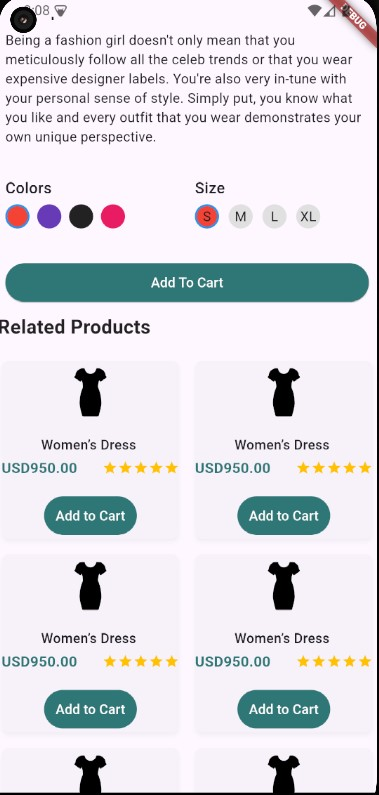 :08
DEBUG
Being a fashion girl doesn't only mean that you
meticulously follow all the celeb trends or that you wear
expensive designer labels. You're also very in-tune with
your personal sense of style. Simply put, you know what
you like and every outfit that you wear demonstrates your
own unique perspective.
Colors
Size
S M L XL
Add To Cart
Related Products
Women's Dress
Women's Dress
USD950.00
USD950.00
Add to Cart
Add to Cart
Women's Dress
Women's Dress
USD950.00
USD950.00
Add to Cart
Add to Cart